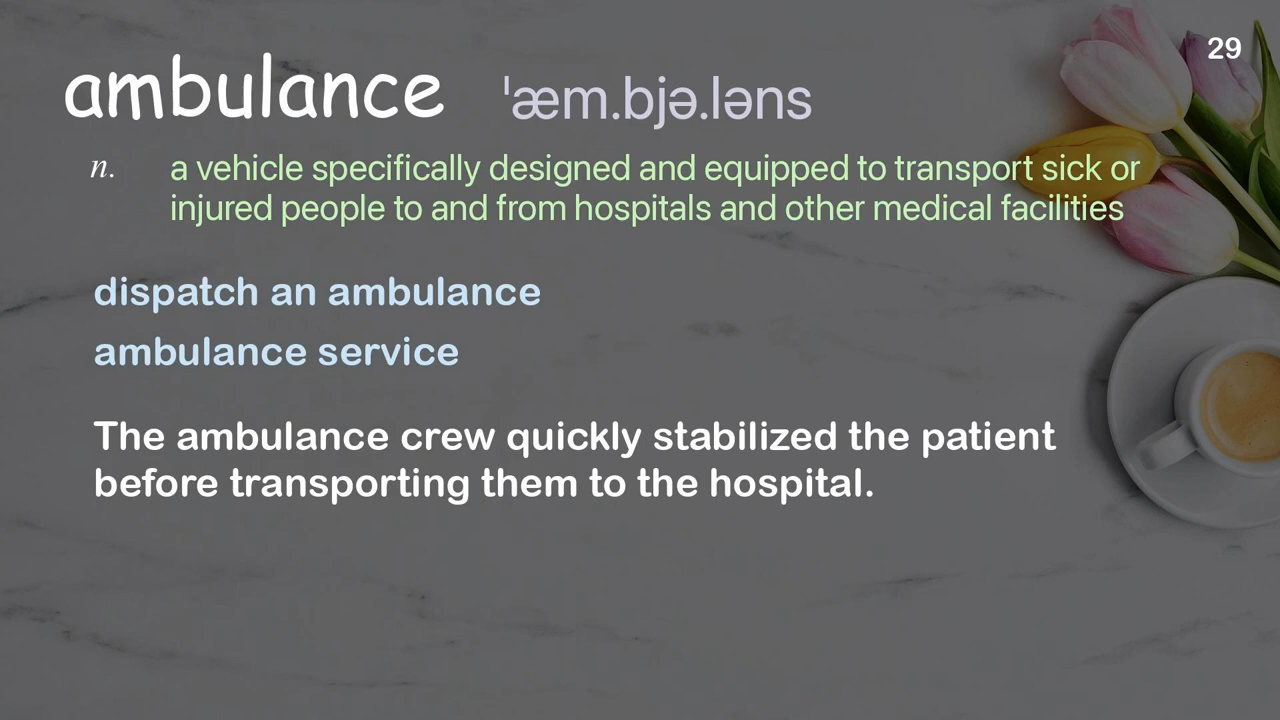 29
ambulance ˈæm.bjə.ləns
n. a vehicle specifically designed and equipped to transport sick or
injured people to and from hospitals and other medical facilities
dispatch an ambulance
ambulance service
The ambulance crew quickly stabilized the patient
before transporting them to the hospital.